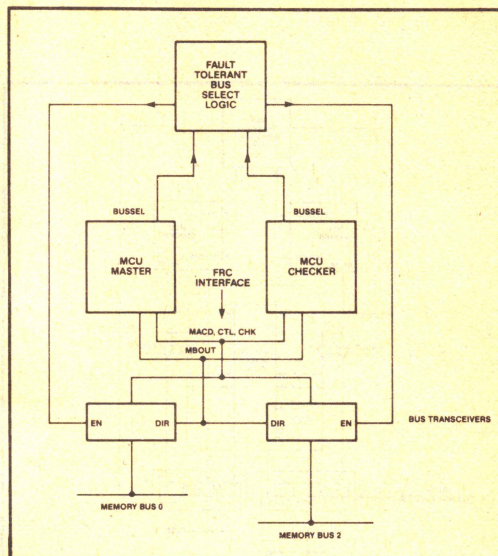 FAULT
TOLERANT
BUS
SELECT
LOGIC
BUSSEL
BUSSEL
MCU
MASTER
MCU
CHECKER
FRC
INTERFACE
MACD, CTL, CHK
MBOUT
EN
DIR
DIR
EN
BUS TRANSCEIVERS
MEMORY BUS 0
MEMORY BUS 2